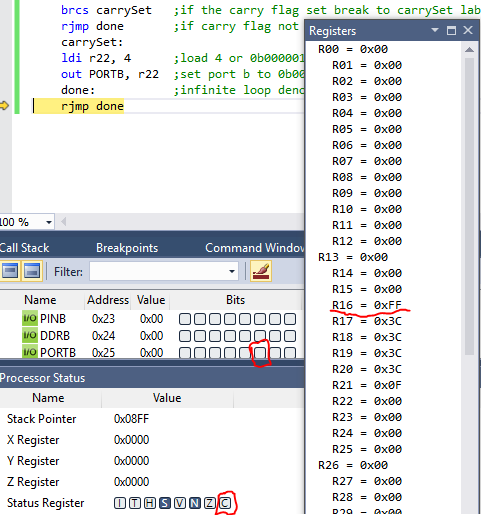 brcs carrySet ;if the carry flag set break to carrySet lab
rjmp done ;if carry flag not
carrySet:
ldi r22, 4 ;load 4 or 0b000001
out PORTB, r22 ;set port b to 0b00
done: ;infinite loop deno
rjmp done
100 %
Call Stack Breakpoints Command Window
Filter:
Name Address Value Bits
I/O PINB 0x23 0x00
I/O DDRB 0x24 0x00
I/O PORTB 0x25 0x00
Processor Status
Name Value
Stack Pointer 0x08FF
X Register 0x0000
Y Register 0x0000
Z Register 0x0000
Status Register I T H S V N Z C
Registers
R00 = 0x00
R01 = 0x00
R02 = 0x00
R03 = 0x00
R04 = 0x00
R05 = 0x00
R06 = 0x00
R07 = 0x00
R08 = 0x00
R09 = 0x00
R10 = 0x00
R11 = 0x00
R12 = 0x00
R13 = 0x00
R14 = 0x00
R15 = 0x00
R16 = 0xFF
R17 = 0x3C
R18 = 0x3C
R19 = 0x3C
R20 = 0x3C
R21 = 0x0F
R22 = 0x00
R23 = 0x00
R24 = 0x00
R25 = 0x00
R26 = 0x00
R27 = 0x00
R28 = 0x00
R29 = 0x00